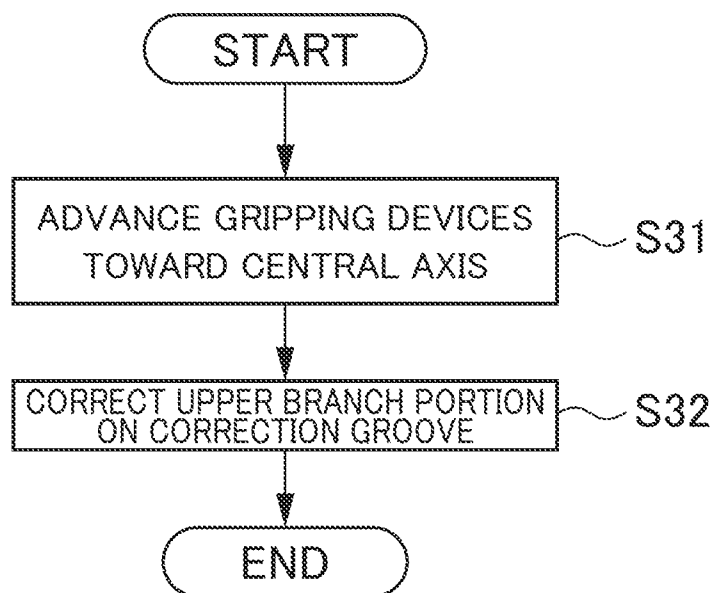 START
ADVANCE GRIPPING DEVICES
TOWARD CENTRAL AXIS
S31
CORRECT UPPER BRANCH PORTION
ON CORRECTION GROOVE
S32
END